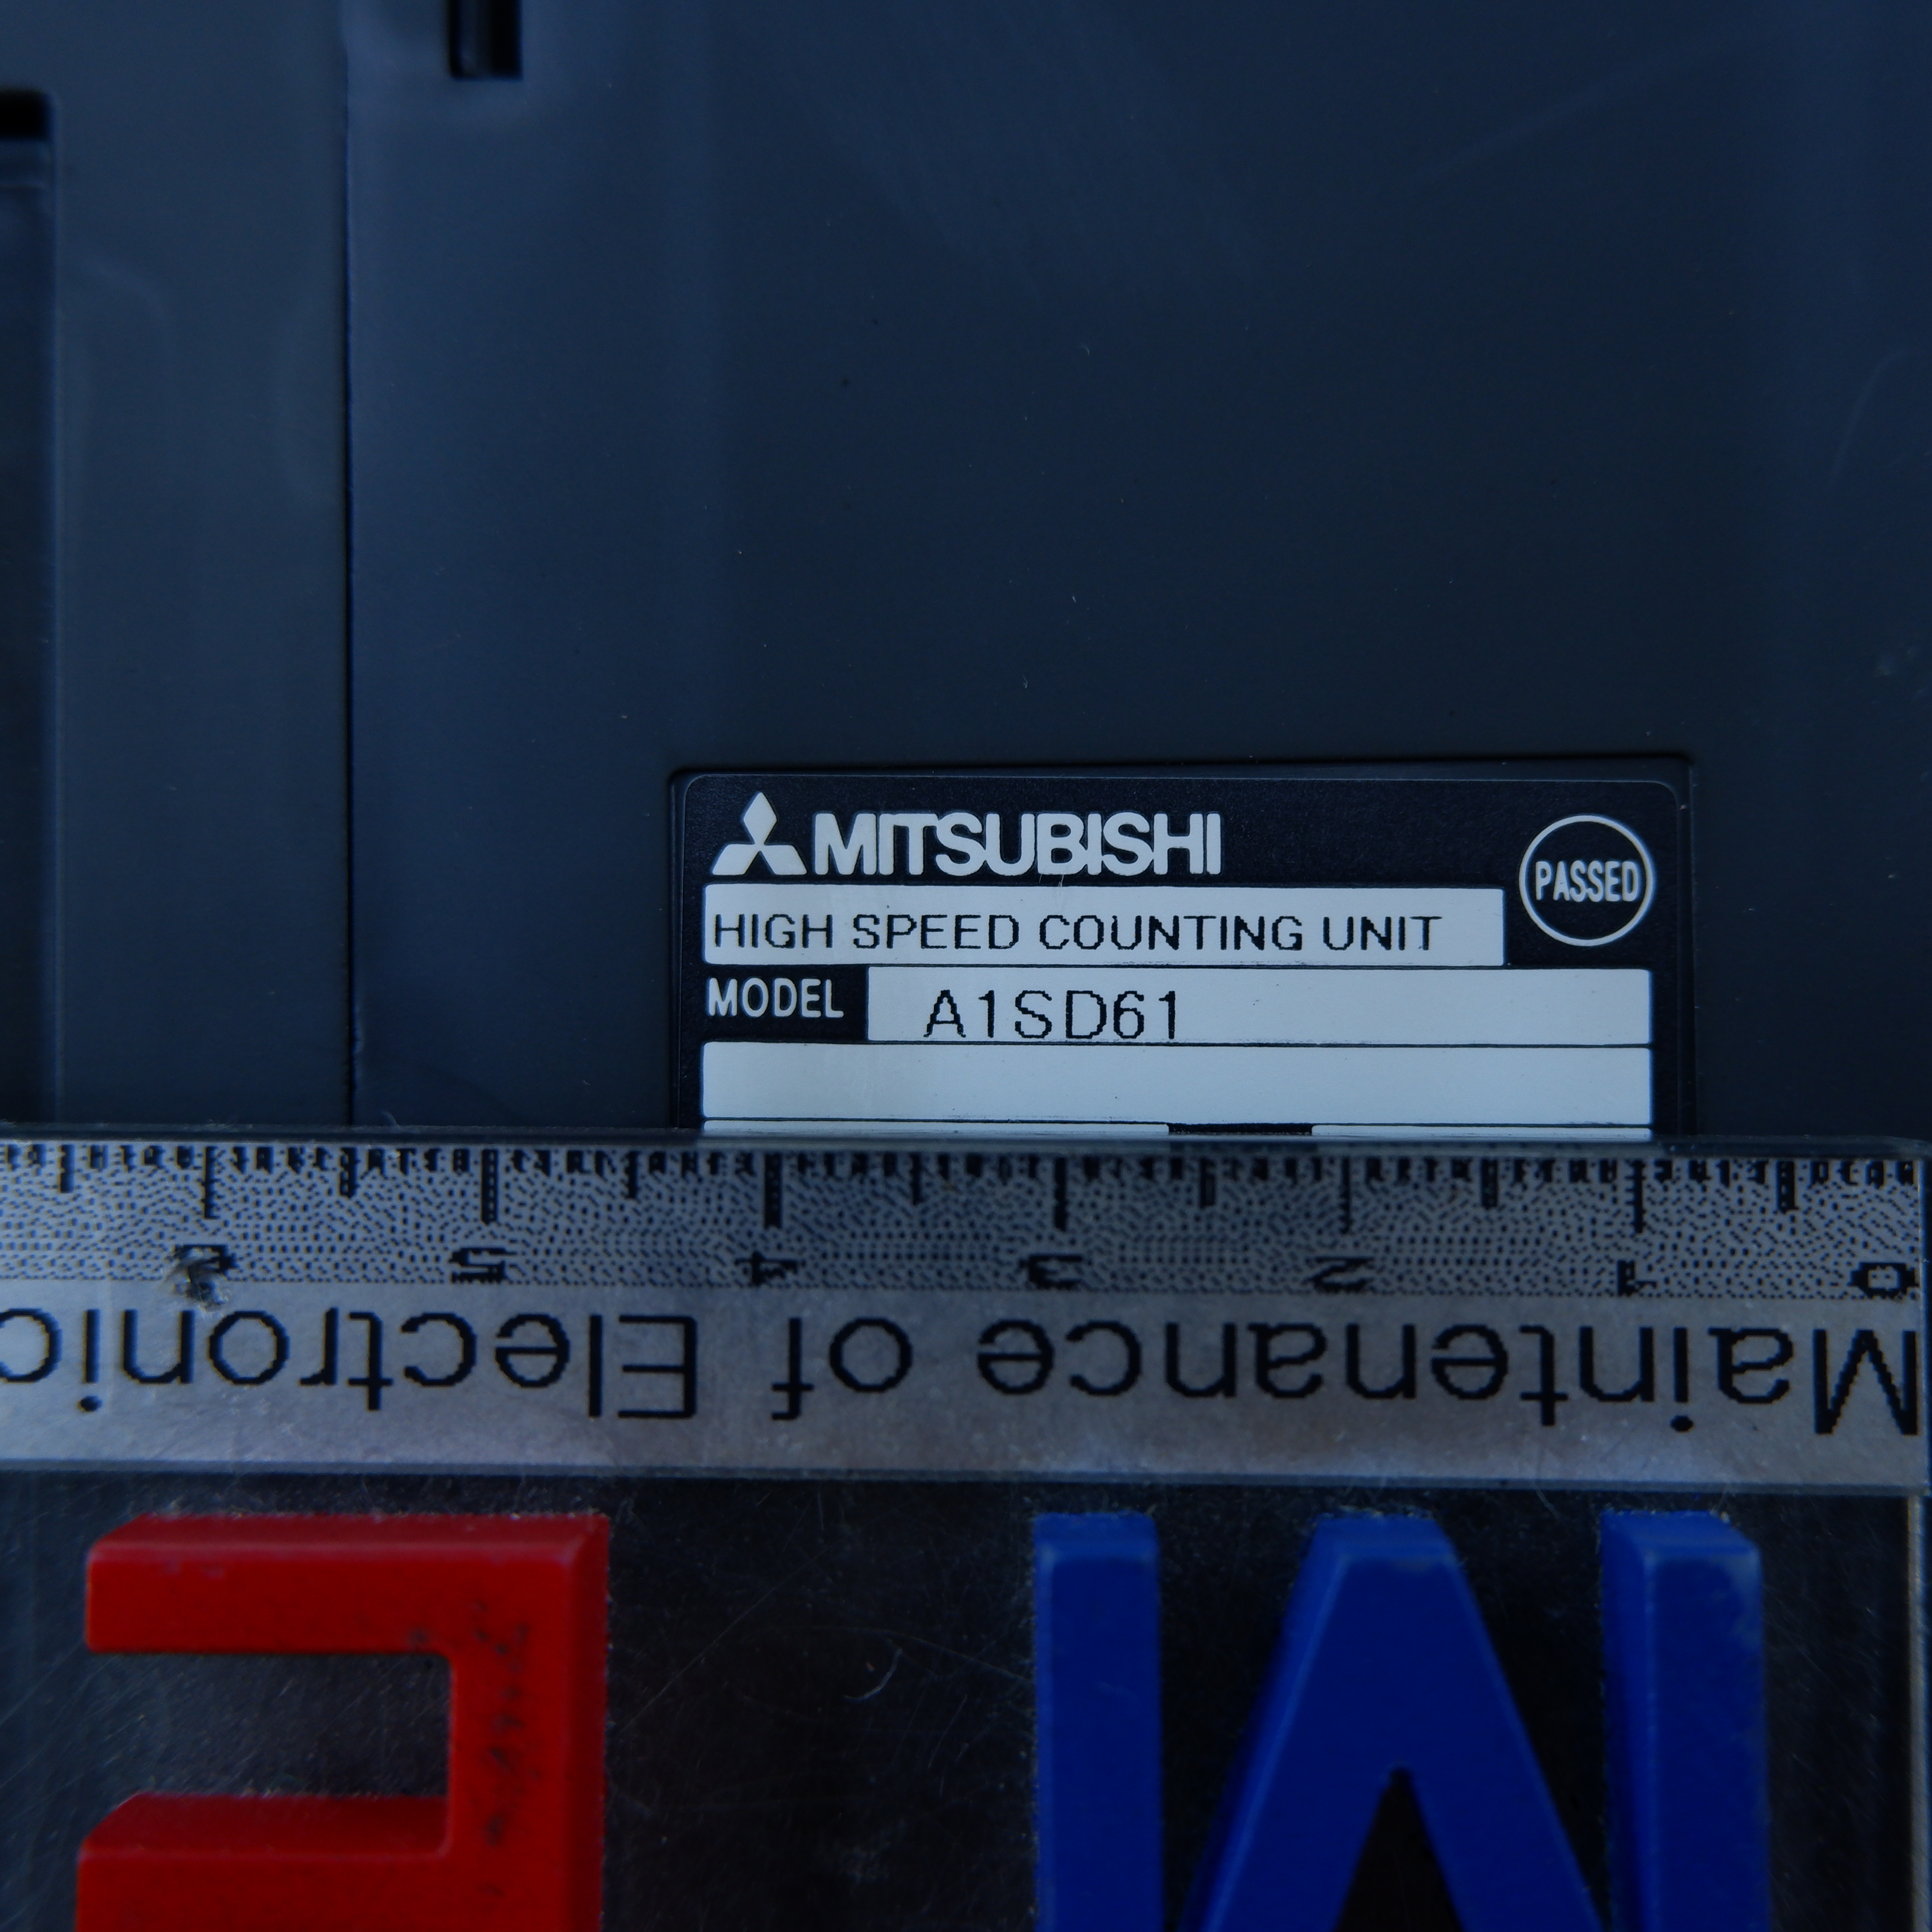 MITSUBISHI
PASSED
HIGH SPEED COUNTING UNIT
MODEL A1SD61
0 1 2 3 4 5 6
Maintenance of Electronic
M E